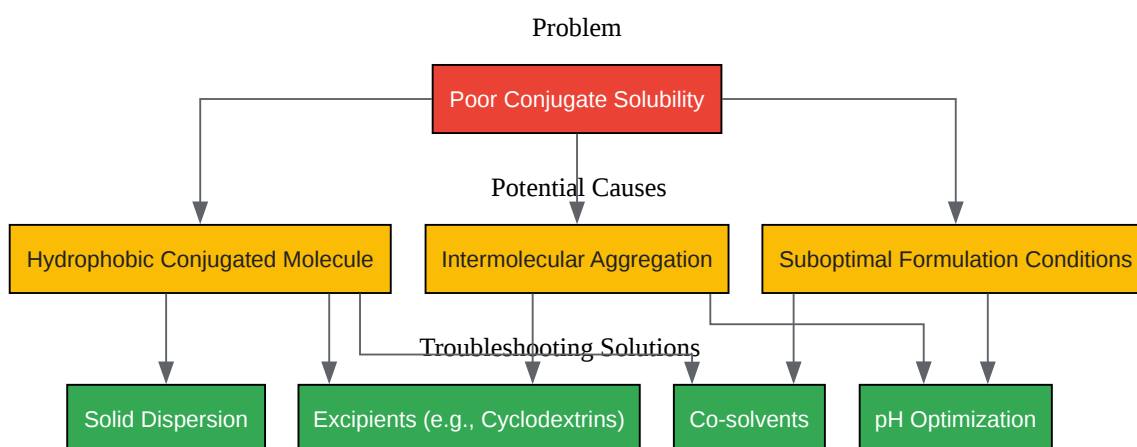 Problem
Poor Conjugate Solubility
Potential Causes
Hydrophobic Conjugated Molecule
Intermolecular Aggregation
Suboptimal Formulation Conditions
Troubleshooting Solutions
Solid Dispersion
Excipients (e.g., Cyclodextrins)
Co-solvents
pH Optimization